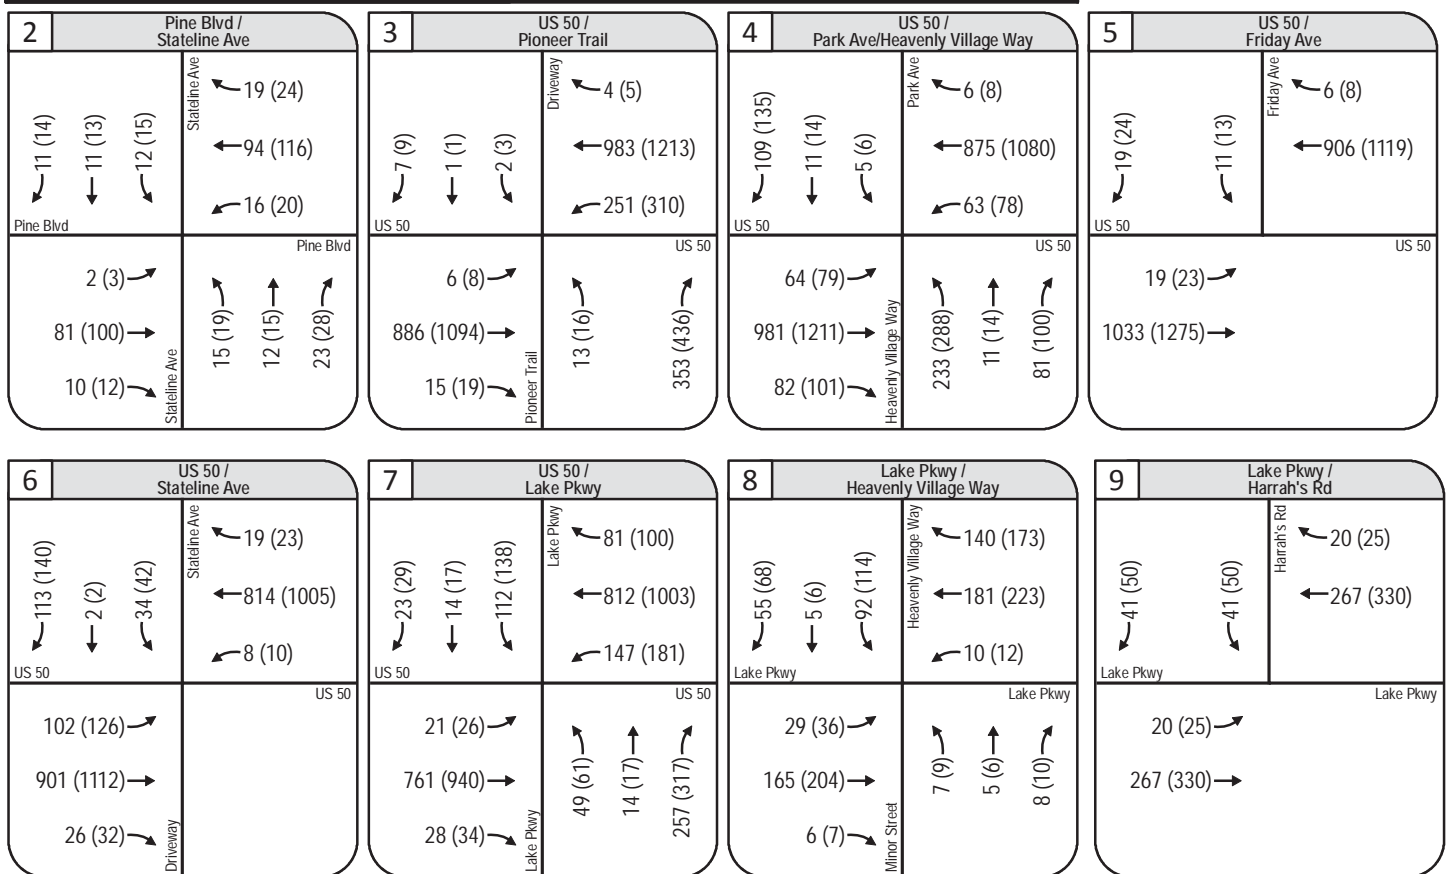 2
Pine Blvd /
Stateline Ave
Stateline Ave
11 (14)
11 (13)
12 (15)
19 (24)
94 (116)
16 (20)
Pine Blvd
Pine Blvd
2 (3)
81 (100)
10 (12)
Stateline Ave
15 (19)
12 (15)
23 (28)
3
US 50 /
Pioneer Trail
Driveway
7 (9)
1 (1)
2 (3)
4 (5)
983 (1213)
251 (310)
US 50
US 50
6 (8)
886 (1094)
15 (19)
Pioneer Trail
13 (16)
353 (436)
4
US 50 /
Park Ave/Heavenly Village Way
Park Ave
109 (135)
11 (14)
5 (6)
6 (8)
875 (1080)
63 (78)
US 50
US 50
64 (79)
981 (1211)
82 (101)
Heavenly Village Way
233 (288)
11 (14)
81 (100)
5
US 50 /
Friday Ave
Friday Ave
19 (24)
11 (13)
6 (8)
906 (1119)
US 50
US 50
19 (23)
1033 (1275)
6
US 50 /
Stateline Ave
Stateline Ave
113 (140)
2 (2)
34 (42)
19 (23)
814 (1005)
8 (10)
US 50
US 50
102 (126)
901 (1112)
26 (32)
Driveway
7
US 50 /
Lake Pkwy
Lake Pkwy
23 (29)
14 (17)
112 (138)
81 (100)
812 (1003)
147 (181)
US 50
US 50
21 (26)
761 (940)
28 (34)
Lake Pkwy
49 (61)
14 (17)
257 (317)
8
Lake Pkwy /
Heavenly Village Way
Heavenly Village Way
55 (68)
5 (6)
92 (114)
140 (173)
181 (223)
10 (12)
Lake Pkwy
Lake Pkwy
29 (36)
165 (204)
6 (7)
Minor Street
7 (9)
5 (6)
8 (10)
9
Lake Pkwy /
Harrah's Rd
Harrah's Rd
41 (50)
41 (50)
20 (25)
267 (330)
Lake Pkwy
Lake Pkwy
20 (25)
267 (330)